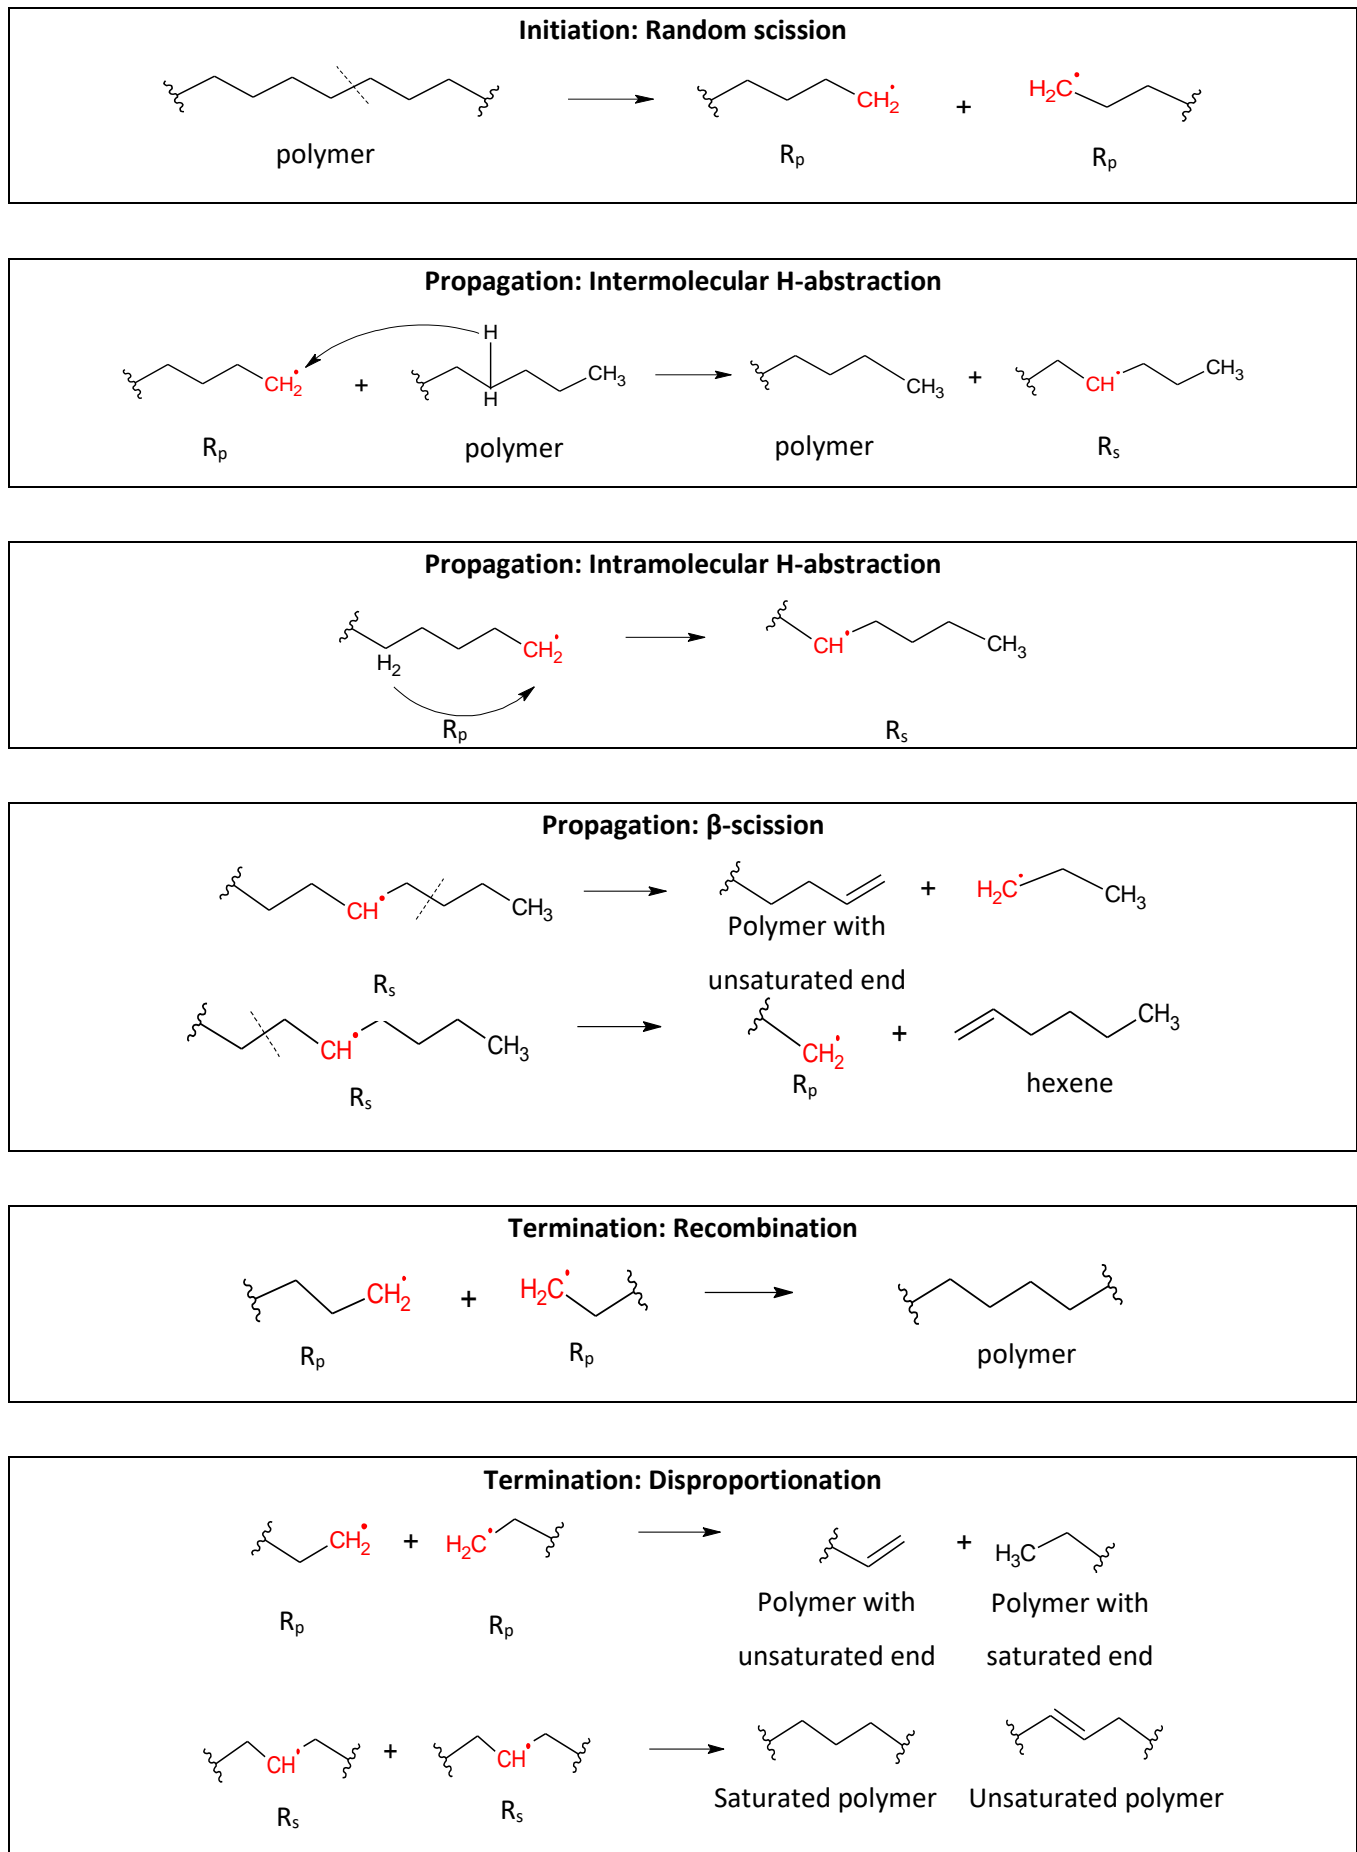 Initiation: Random scission
CH2• + H2C•
polymer Rp Rp
Propagation: Intermolecular H-abstraction
H
CH2• + H CH3 CH3 + CH• CH3
Rp polymer polymer Rs
Propagation: Intramolecular H-abstraction
H2 CH2• CH• CH3
Rp Rs
Propagation: β-scission
CH• CH3 + H2C• CH3
Polymer with
Rs unsaturated end
CH• CH3 CH2• + CH3
Rs Rp hexene
Termination: Recombination
CH2• + H2C•
Rp Rp polymer
Termination: Disproportionation
CH2• + H2C• + H3C
Rp Rp Polymer with Polymer with
unsaturated end saturated end
CH• + CH•
Rs Rs Saturated polymer Unsaturated polymer